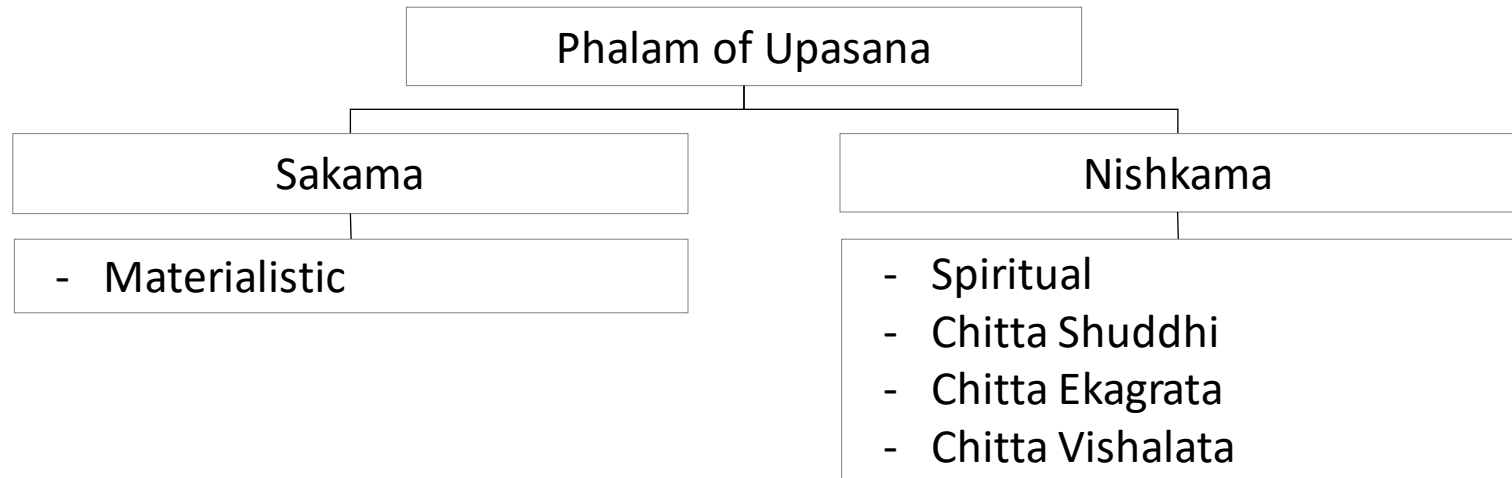 Phalam of Upasana
Sakama
Nishkama
- Materialistic
- Spiritual
- Chitta Shuddhi
- Chitta Ekagrata
- Chitta Vishalata